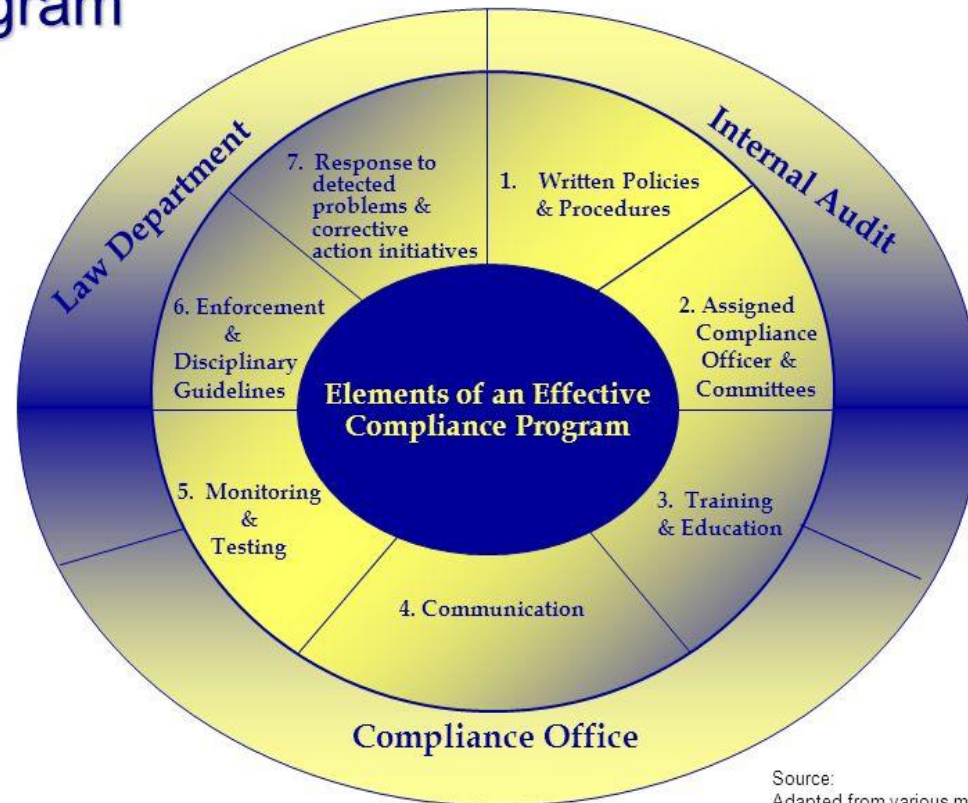 Law Department
Internal Audit
7. Response to
detected
problems &
corrective
action initiatives
1. Written Policies
& Procedures
6. Enforcement
&
Disciplinary
Guidelines
2. Assigned
Compliance
Officer &
Committees
Elements of an Effective
Compliance Program
5. Monitoring
&
Testing
3. Training
& Education
4. Communication
Compliance Office
Source:
Adapted from various